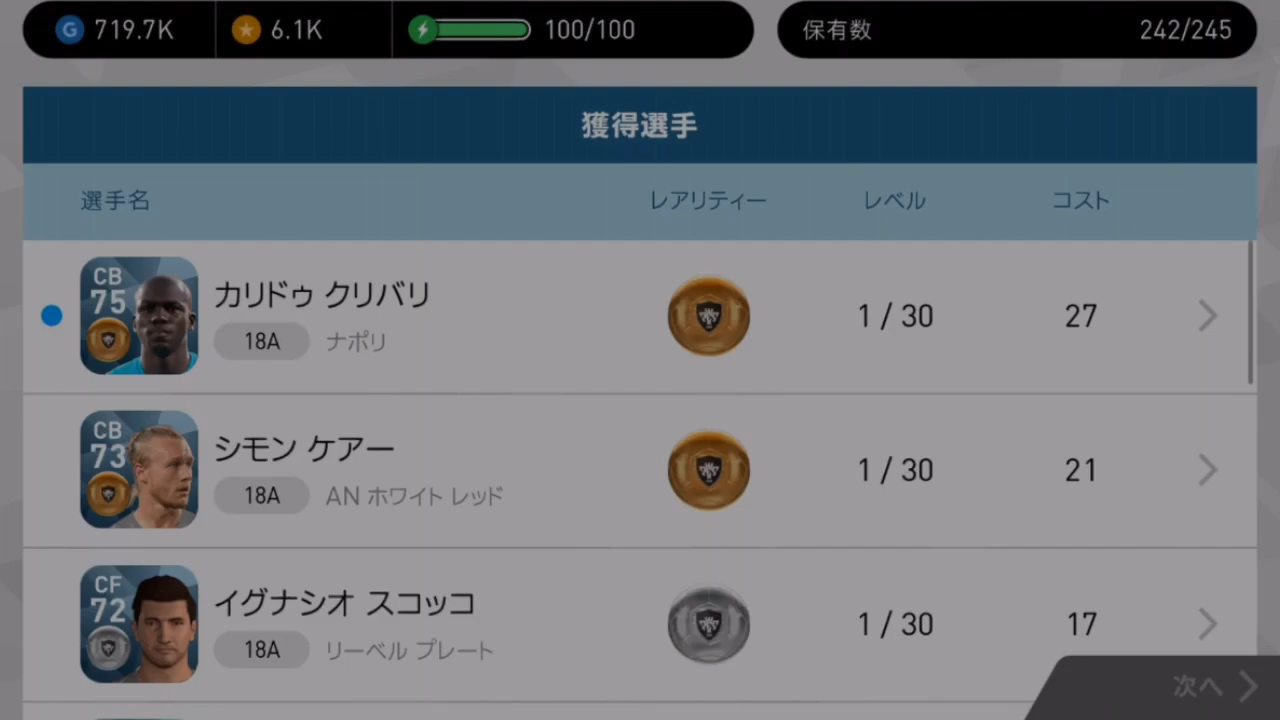 719.7K 6.1K 100/100 保有数 242/245
獲得選手
選手名 レアリティー レベル コスト
CB
75
カリドゥ クリバリ
18A ナポリ
1 / 30 27
CB
73
シモン ケアー
18A AN ホワイト レッド
1 / 30 21
CF
72
イグナシオ スコッコ
18A リーベル プレート
1 / 30 17
次へ